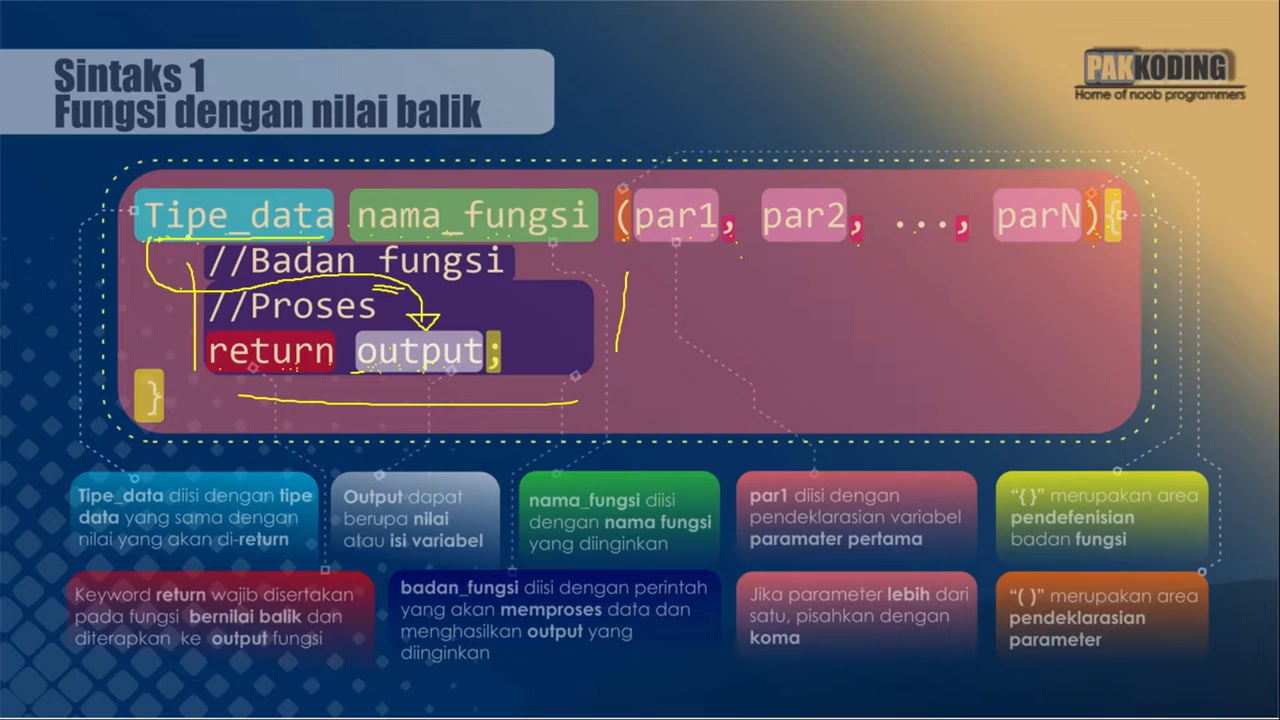 Sintaks 1
Fungsi dengan nilai balik
PAKKODING
Home of noob programmers
Tipe_data nama_fungsi (par1, par2, ..., parN){
//Badan fungsi
//Proses
return output;
}
Tipe_data diisi dengan tipe
data yang sama dengan
nilai yang akan di-return
Output dapat
berupa nilai
atau isi variabel
nama_fungsi diisi
dengan nama fungsi
yang diinginkan
par1 diisi dengan
pendeklarasian variabel
paramater pertama
“{ }” merupakan area
pendefenisian
badan fungsi
Keyword return wajib disertakan
pada fungsi bernilai balik dan
diterapkan ke output fungsi
badan_fungsi diisi dengan perintah
yang akan memproses data dan
menghasilkan output yang
diinginkan
Jika parameter lebih dari
satu, pisahkan dengan
koma
“( )” merupakan area
pendeklarasian
parameter